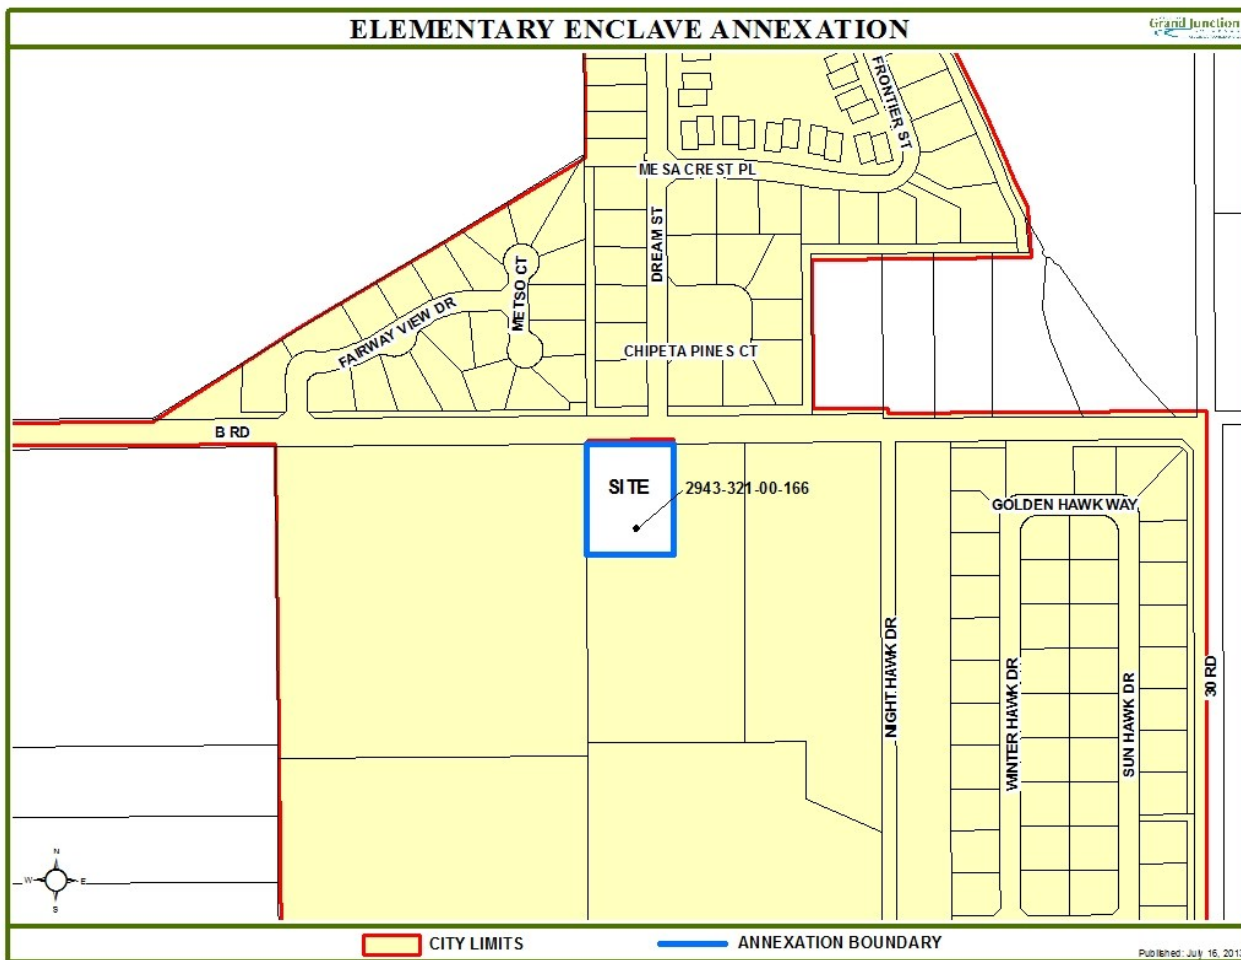 ELEMENTARY ENCLAVE ANNEXATION
Grand Junction
FRONTIER ST
MESA CREST PL
DREAM ST
METSO CT
FAIRWAY VIEW DR
CHIPETA PINES CT
B RD
SITE
2943-321-00-166
GOLDEN HAWK WAY
NIGHT HAWK DR
WINTER HAWK DR
SUN HAWK DR
30 RD
N
W E
S
CITY LIMITS
ANNEXATION BOUNDARY
Published: July 16, 2013